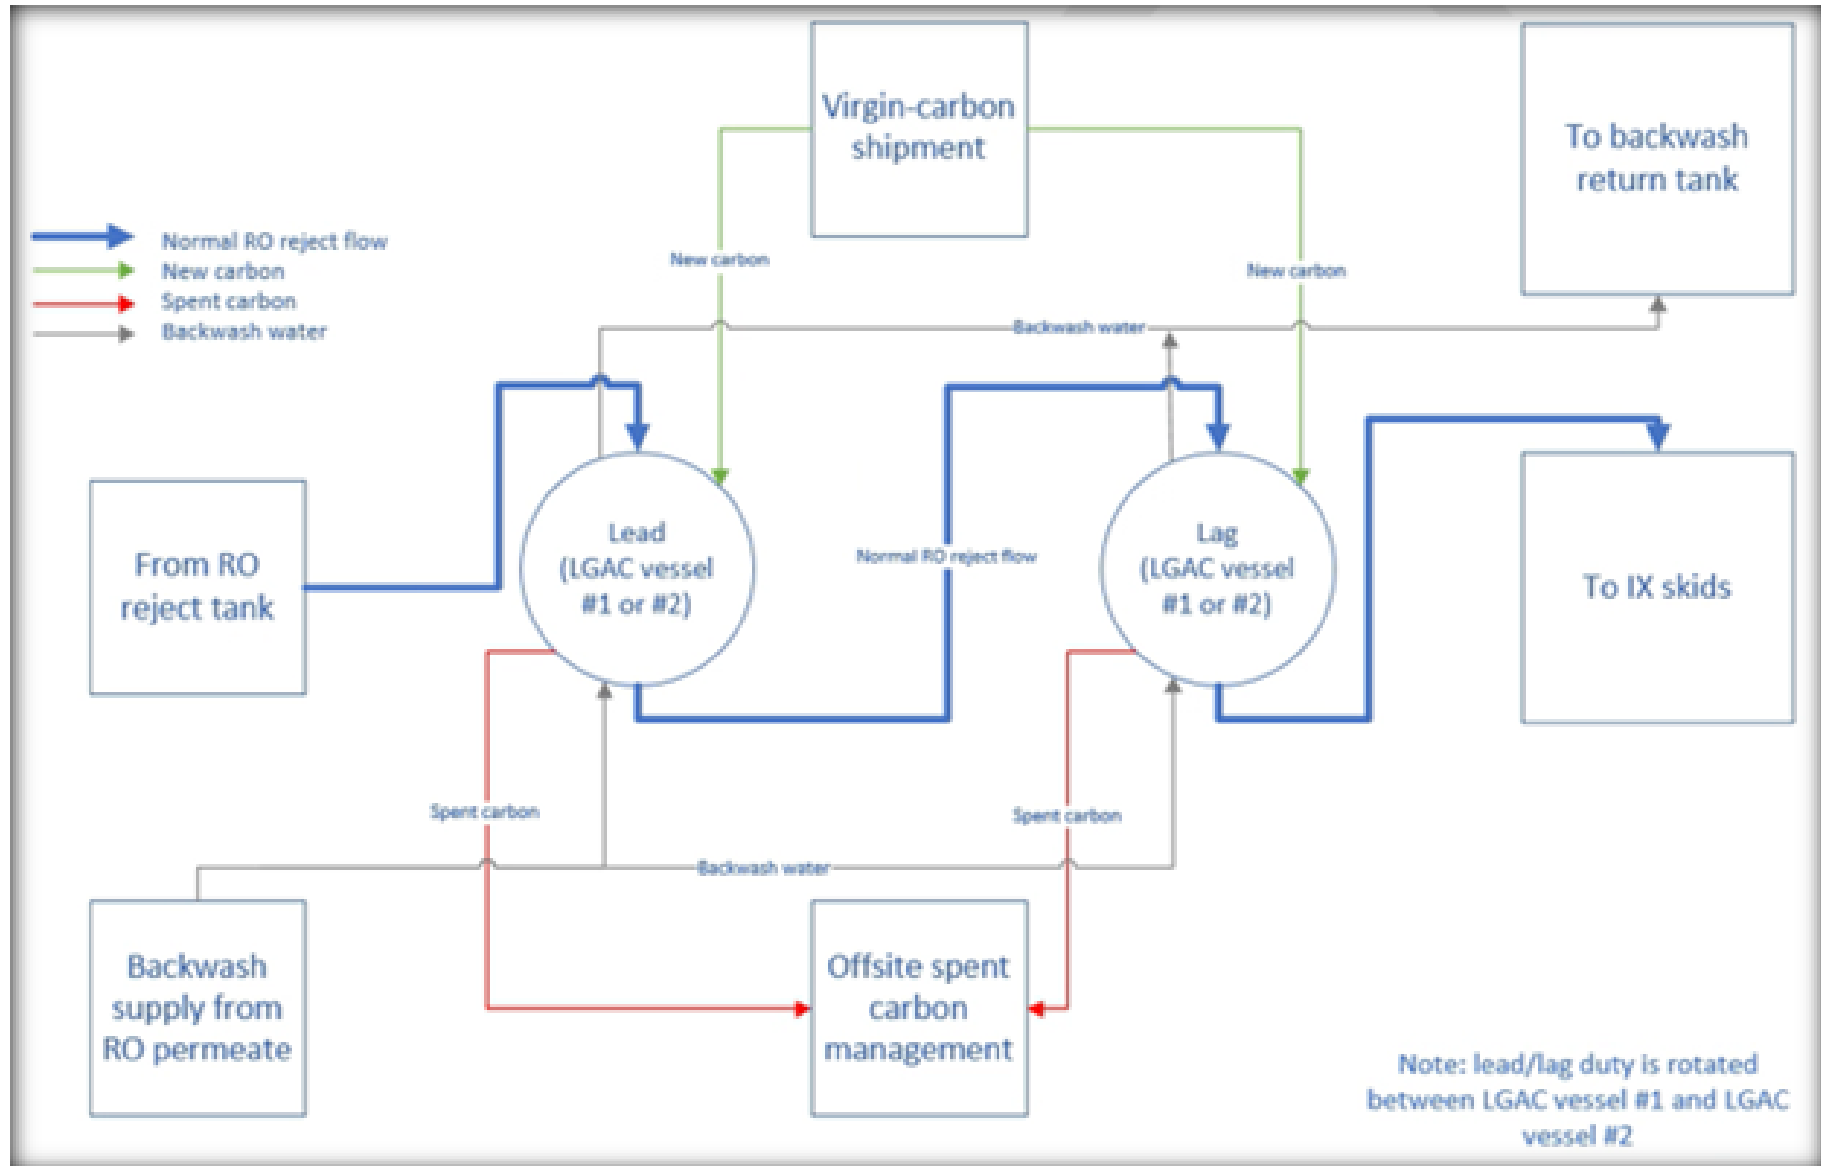 Virgin-carbon
shipment
To backwash
return tank
Normal RO reject flow
New carbon
Spent carbon
Backwash water
New carbon
New carbon
Backwash water
From RO
reject tank
Lead
(LGAC vessel
#1 or #2)
Normal RO reject flow
Lag
(LGAC vessel
#1 or #2)
To IX skids
Spent carbon
Spent carbon
Backwash water
Backwash
supply from
RO permeate
Offsite spent
carbon
management
Note: lead/lag duty is rotated
between LGAC vessel #1 and LGAC
vessel #2